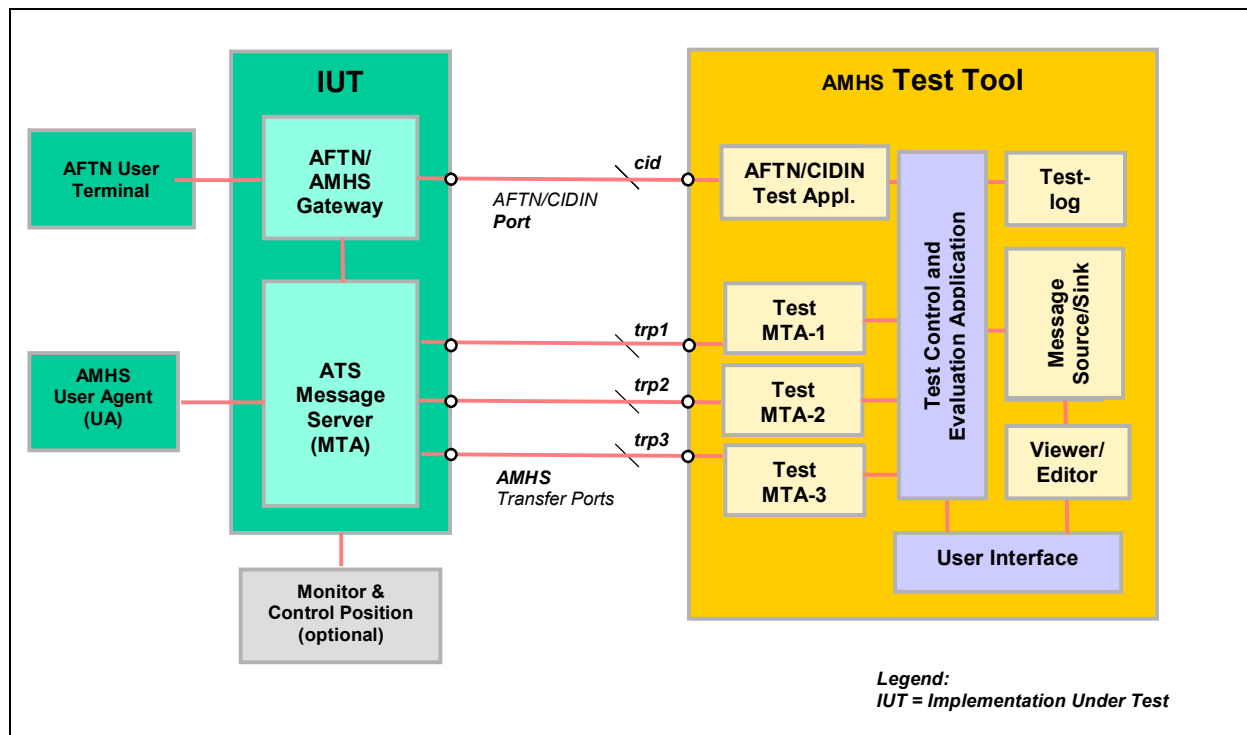 IUT
AMHS Test Tool
AFTN User
Terminal
AFTN/
AMHS
Gateway
cid
AFTN/CIDIN
Port
AFTN/CIDIN
Test Appl.
Test-
log
Test Control and
Evaluation Application
Message
Source/Sink
AMHS
User Agent
(UA)
ATS
Message
Server
(MTA)
trp1
trp2
trp3
AMHS
Transfer Ports
Test
MTA-1
Test
MTA-2
Test
MTA-3
Viewer/
Editor
User Interface
Monitor &
Control Position
(optional)
Legend:
IUT = Implementation Under Test